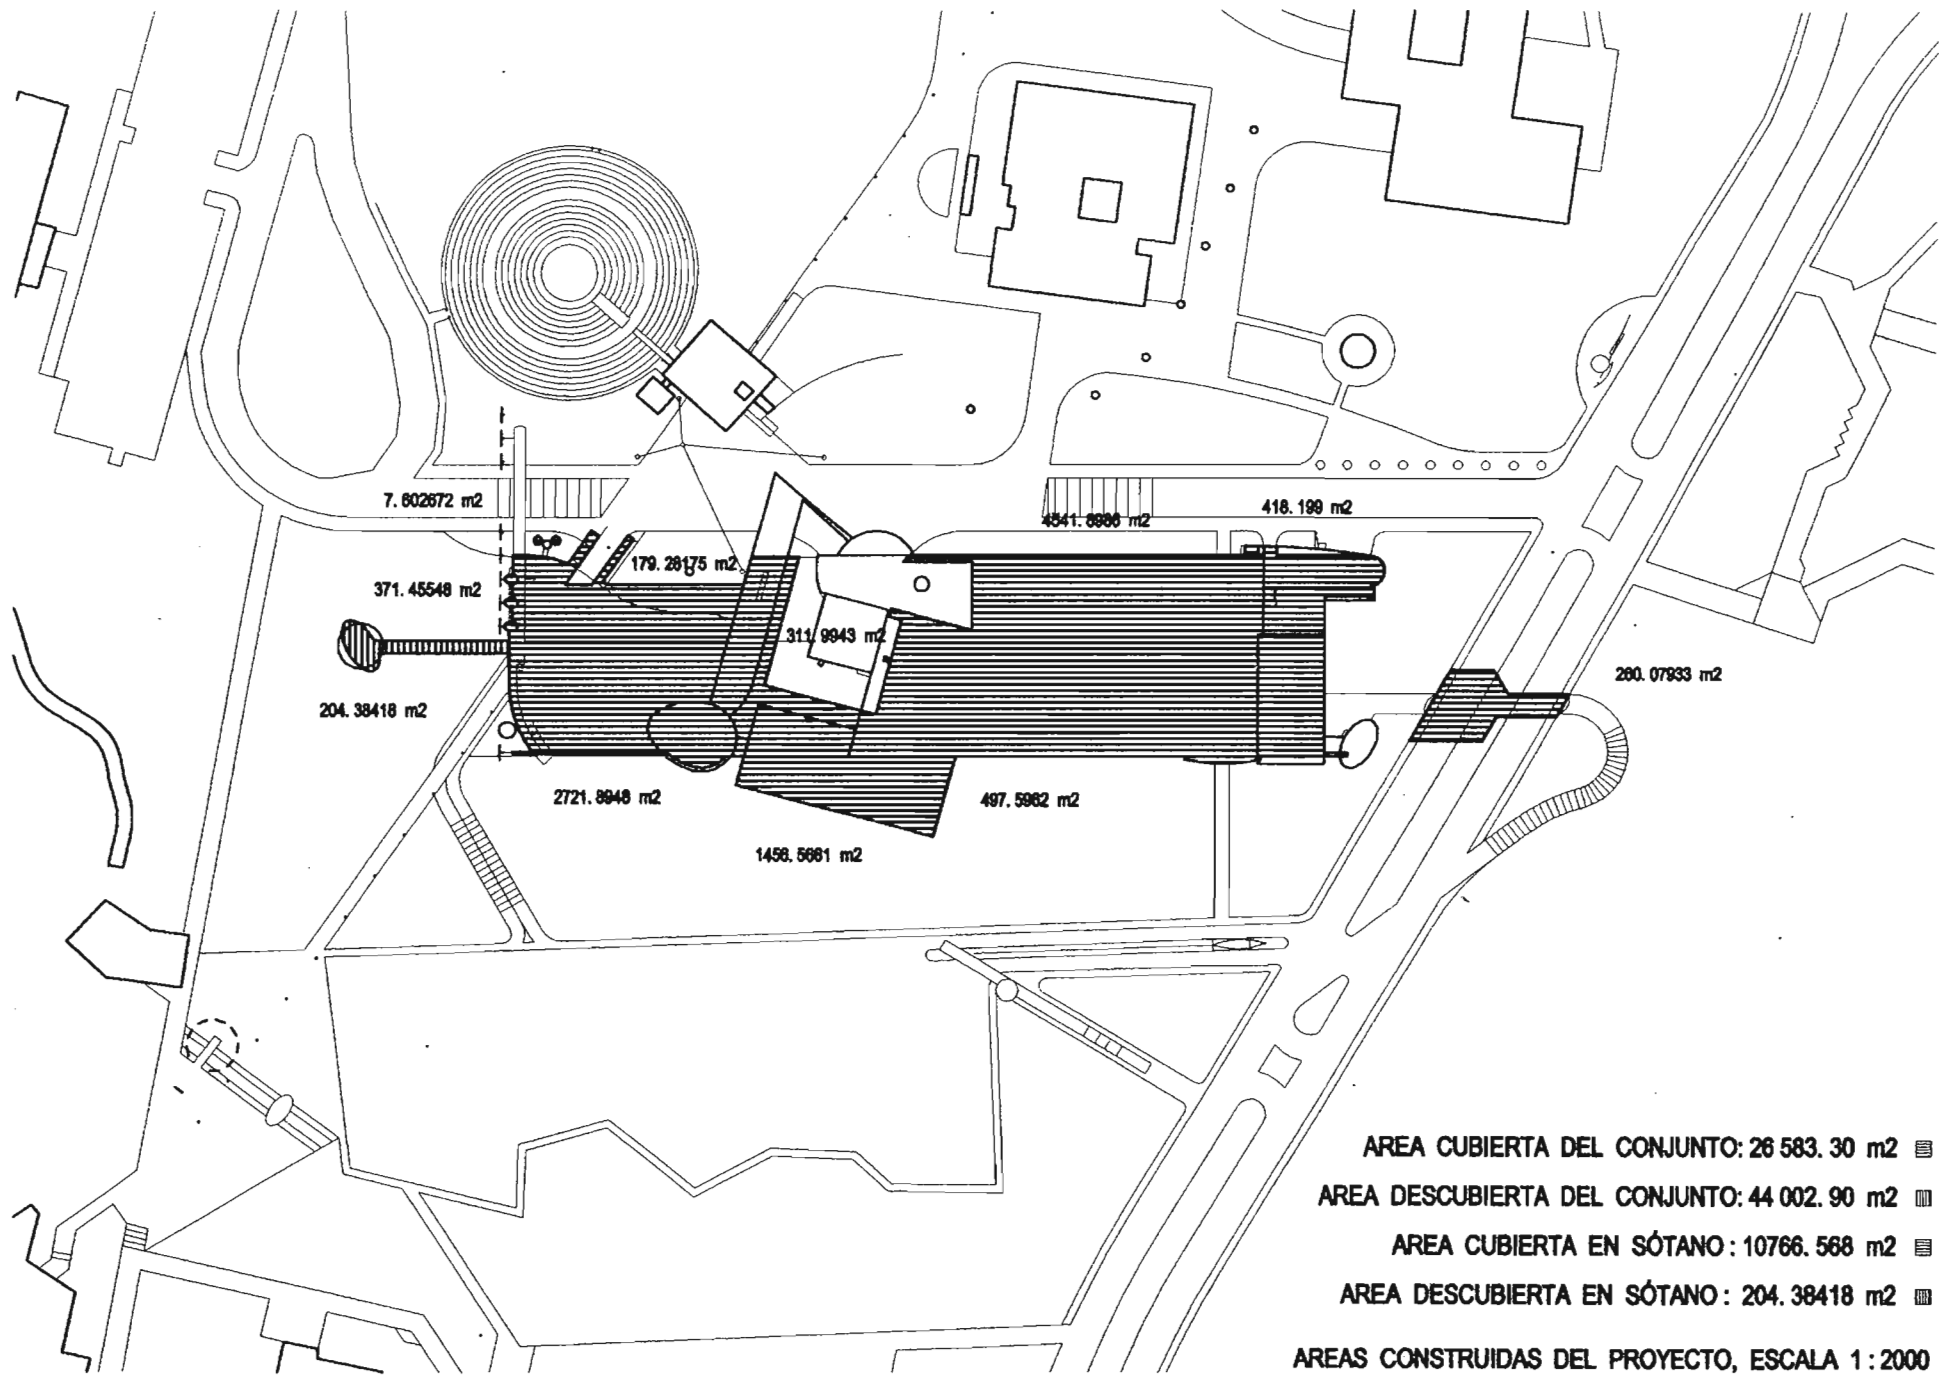 7.602672 m2
418.199 m2
4541.8986 m2
179.28175 m2
371.45548 m2
311.9943 m2
260.07933 m2
204.38418 m2
2721.8948 m2
497.5962 m2
1456.5661 m2
AREA CUBIERTA DEL CONJUNTO: 26 583.30 m2
AREA DESCUBIERTA DEL CONJUNTO: 44 002.90 m2
AREA CUBIERTA EN SÓTANO: 10766.568 m2
AREA DESCUBIERTA EN SÓTANO: 204.38418 m2
AREAS CONSTRUIDAS DEL PROYECTO, ESCALA 1:2000